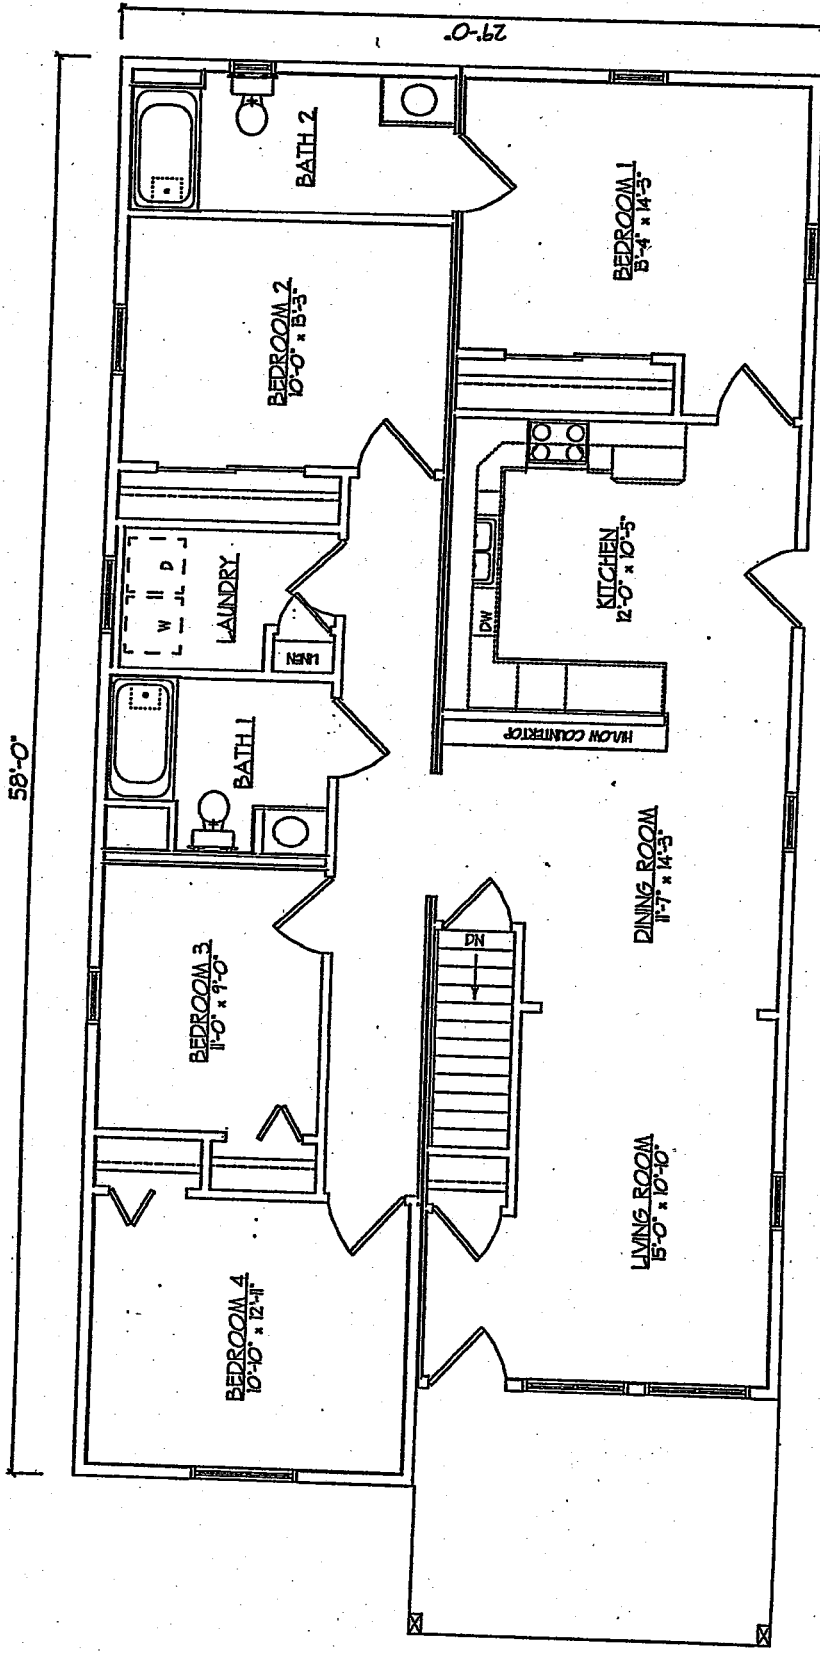 58'-0"
29'-0"
BEDROOM 4
10'-10" x 12'-11"
BEDROOM 3
11'-0" x 9'-0"
BATH 1
W D
LAUNDRY
LINEN
BEDROOM 2
10'-0" x 13'-3"
BATH 2
DN
LIVING ROOM
15'-0" x 10'-10"
DINING ROOM
11'-7" x 14'-3"
HI/LOW COUNTERTOP
DW
KITCHEN
12'-0" x 10'-5"
BEDROOM 1
13'-4" x 14'-3"